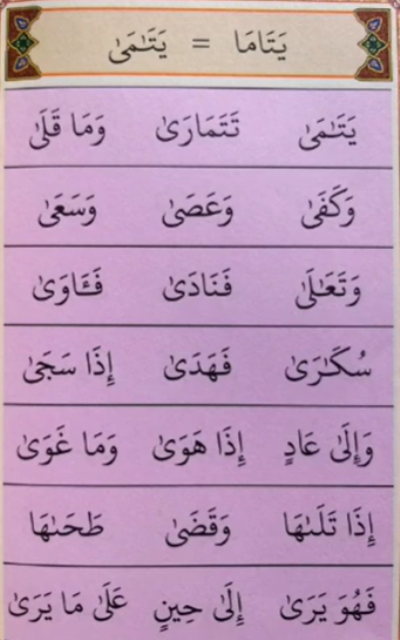 يَتَامَا = يَتَـٰمَىٰ
يَتَـٰمَىٰ تَتَمَارَىٰ وَمَا قَلَىٰ
وَكَفَىٰ وَعَصَىٰ وَسَعَىٰ
وَتَعَـٰلَىٰ فَنَادَىٰ فَـَٔاوَىٰ
سُكَـٰرَىٰ فَهَدَىٰ إِذَا سَجَىٰ
وَإِلَىٰ عَادٍ إِذَا هَوَىٰ وَمَا غَوَىٰ
إِذَا تَلَىٰهَا وَقَضَىٰ طَحَىٰهَا
فَهُوَ يَرَىٰ إِلَىٰ حِينٍ عَلَىٰ مَا يَرَىٰ